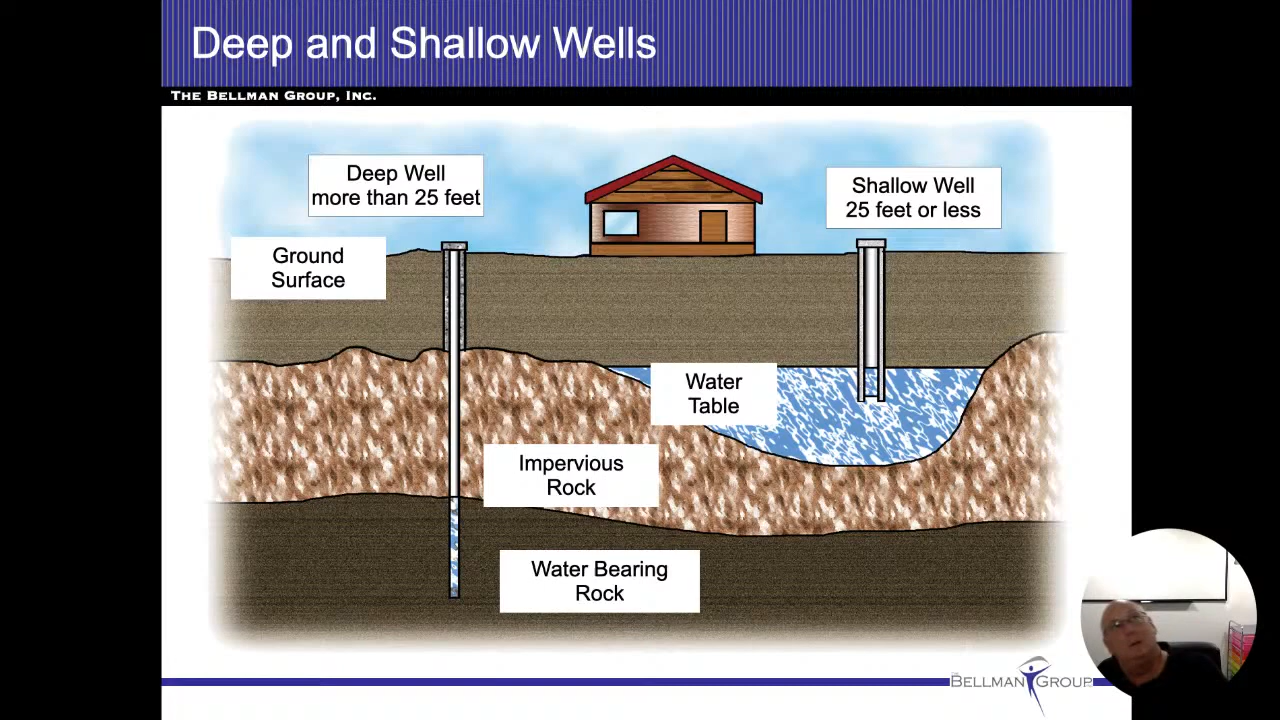 Deep and Shallow Wells
THE BELLMAN GROUP, INC.
Deep Well
more than 25 feet
Shallow Well
25 feet or less
Ground
Surface
Water
Table
Impervious
Rock
Water Bearing
Rock
THE
BELLMAN GROUP